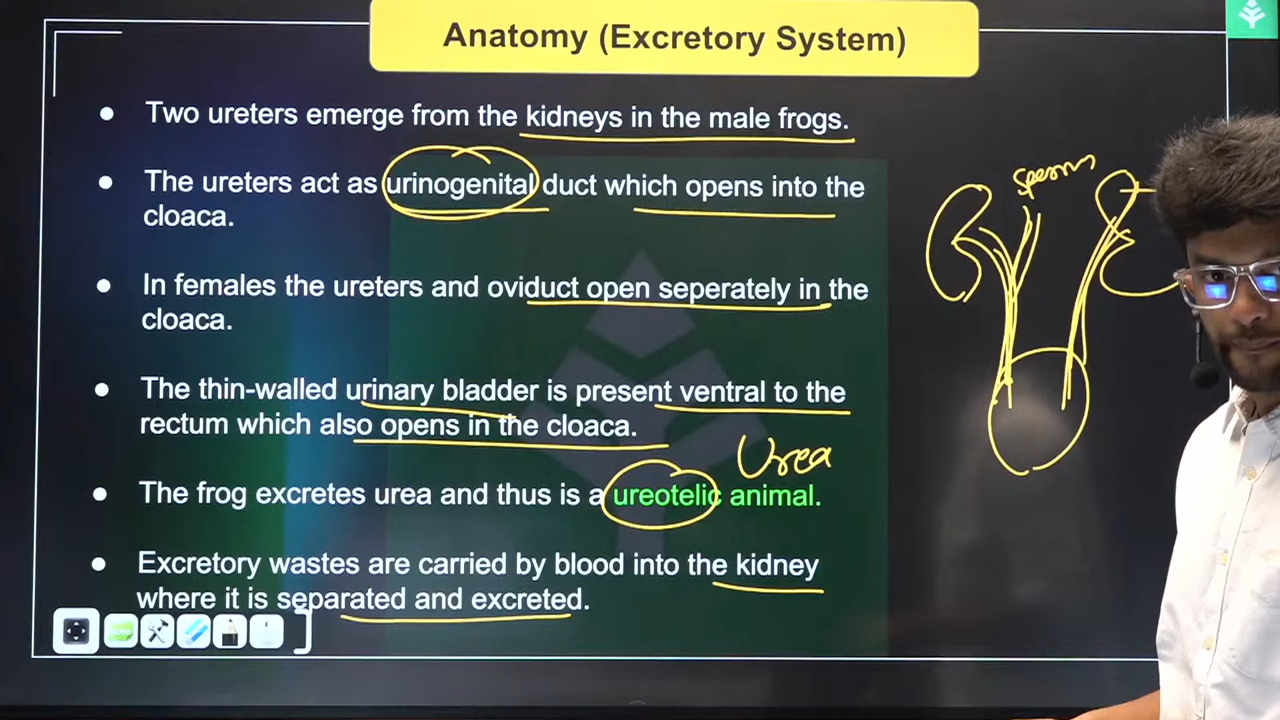 Anatomy (Excretory System)
● Two ureters emerge from the kidneys in the male frogs.
● The ureters act as urinogenital duct which opens into the
cloaca.
● In females the ureters and oviduct open seperately in the
cloaca.
● The thin-walled urinary bladder is present ventral to the
rectum which also opens in the cloaca.
● The frog excretes urea and thus is a ureotelic animal.
● Excretory wastes are carried by blood into the kidney
where it is separated and excreted.
Urea
Sperm